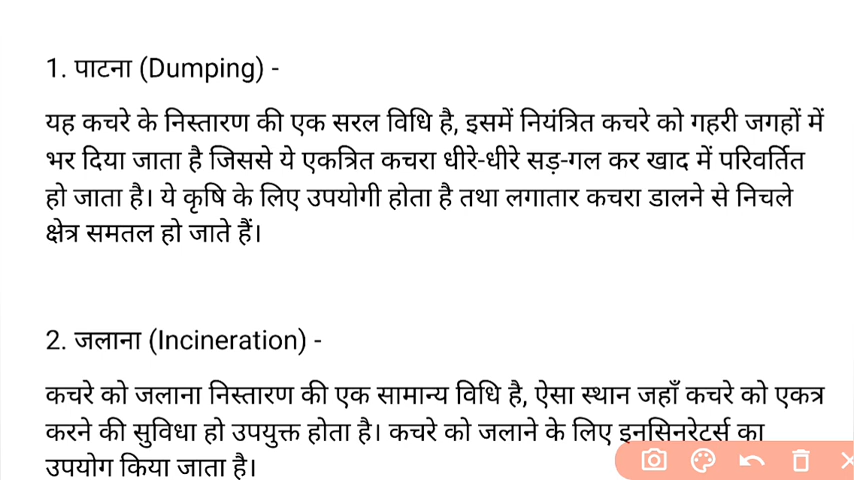 1. पाटना (Dumping) -
यह कचरे के निस्तारण की एक सरल विधि है, इसमें नियंत्रित कचरे को गहरी जगहों में
भर दिया जाता है जिससे ये एकत्रित कचरा धीरे-धीरे सड़-गल कर खाद में परिवर्तित
हो जाता है। ये कृषि के लिए उपयोगी होता है तथा लगातार कचरा डालने से निचले
क्षेत्र समतल हो जाते हैं।
2. जलाना (Incineration) -
कचरे को जलाना निस्तारण की एक सामान्य विधि है, ऐसा स्थान जहाँ कचरे को एकत्र
करने की सुविधा हो उपयुक्त होता है। कचरे को जलाने के लिए इनसिनरेटर्स का
उपयोग किया जाता है।